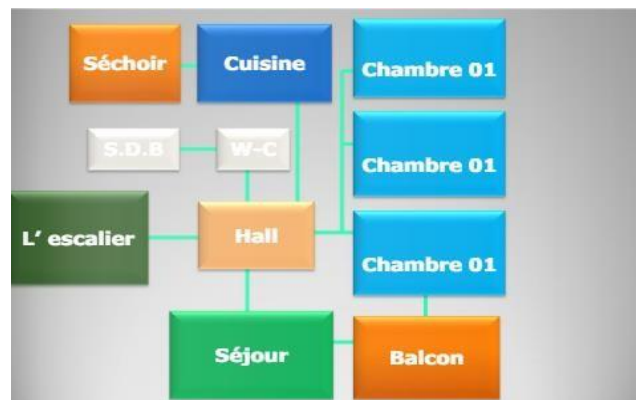 Séchoir
Cuisine
Chambre 01
S.D.B
W-C
Chambre 01
L' escalier
Hall
Chambre 01
Séjour
Balcon